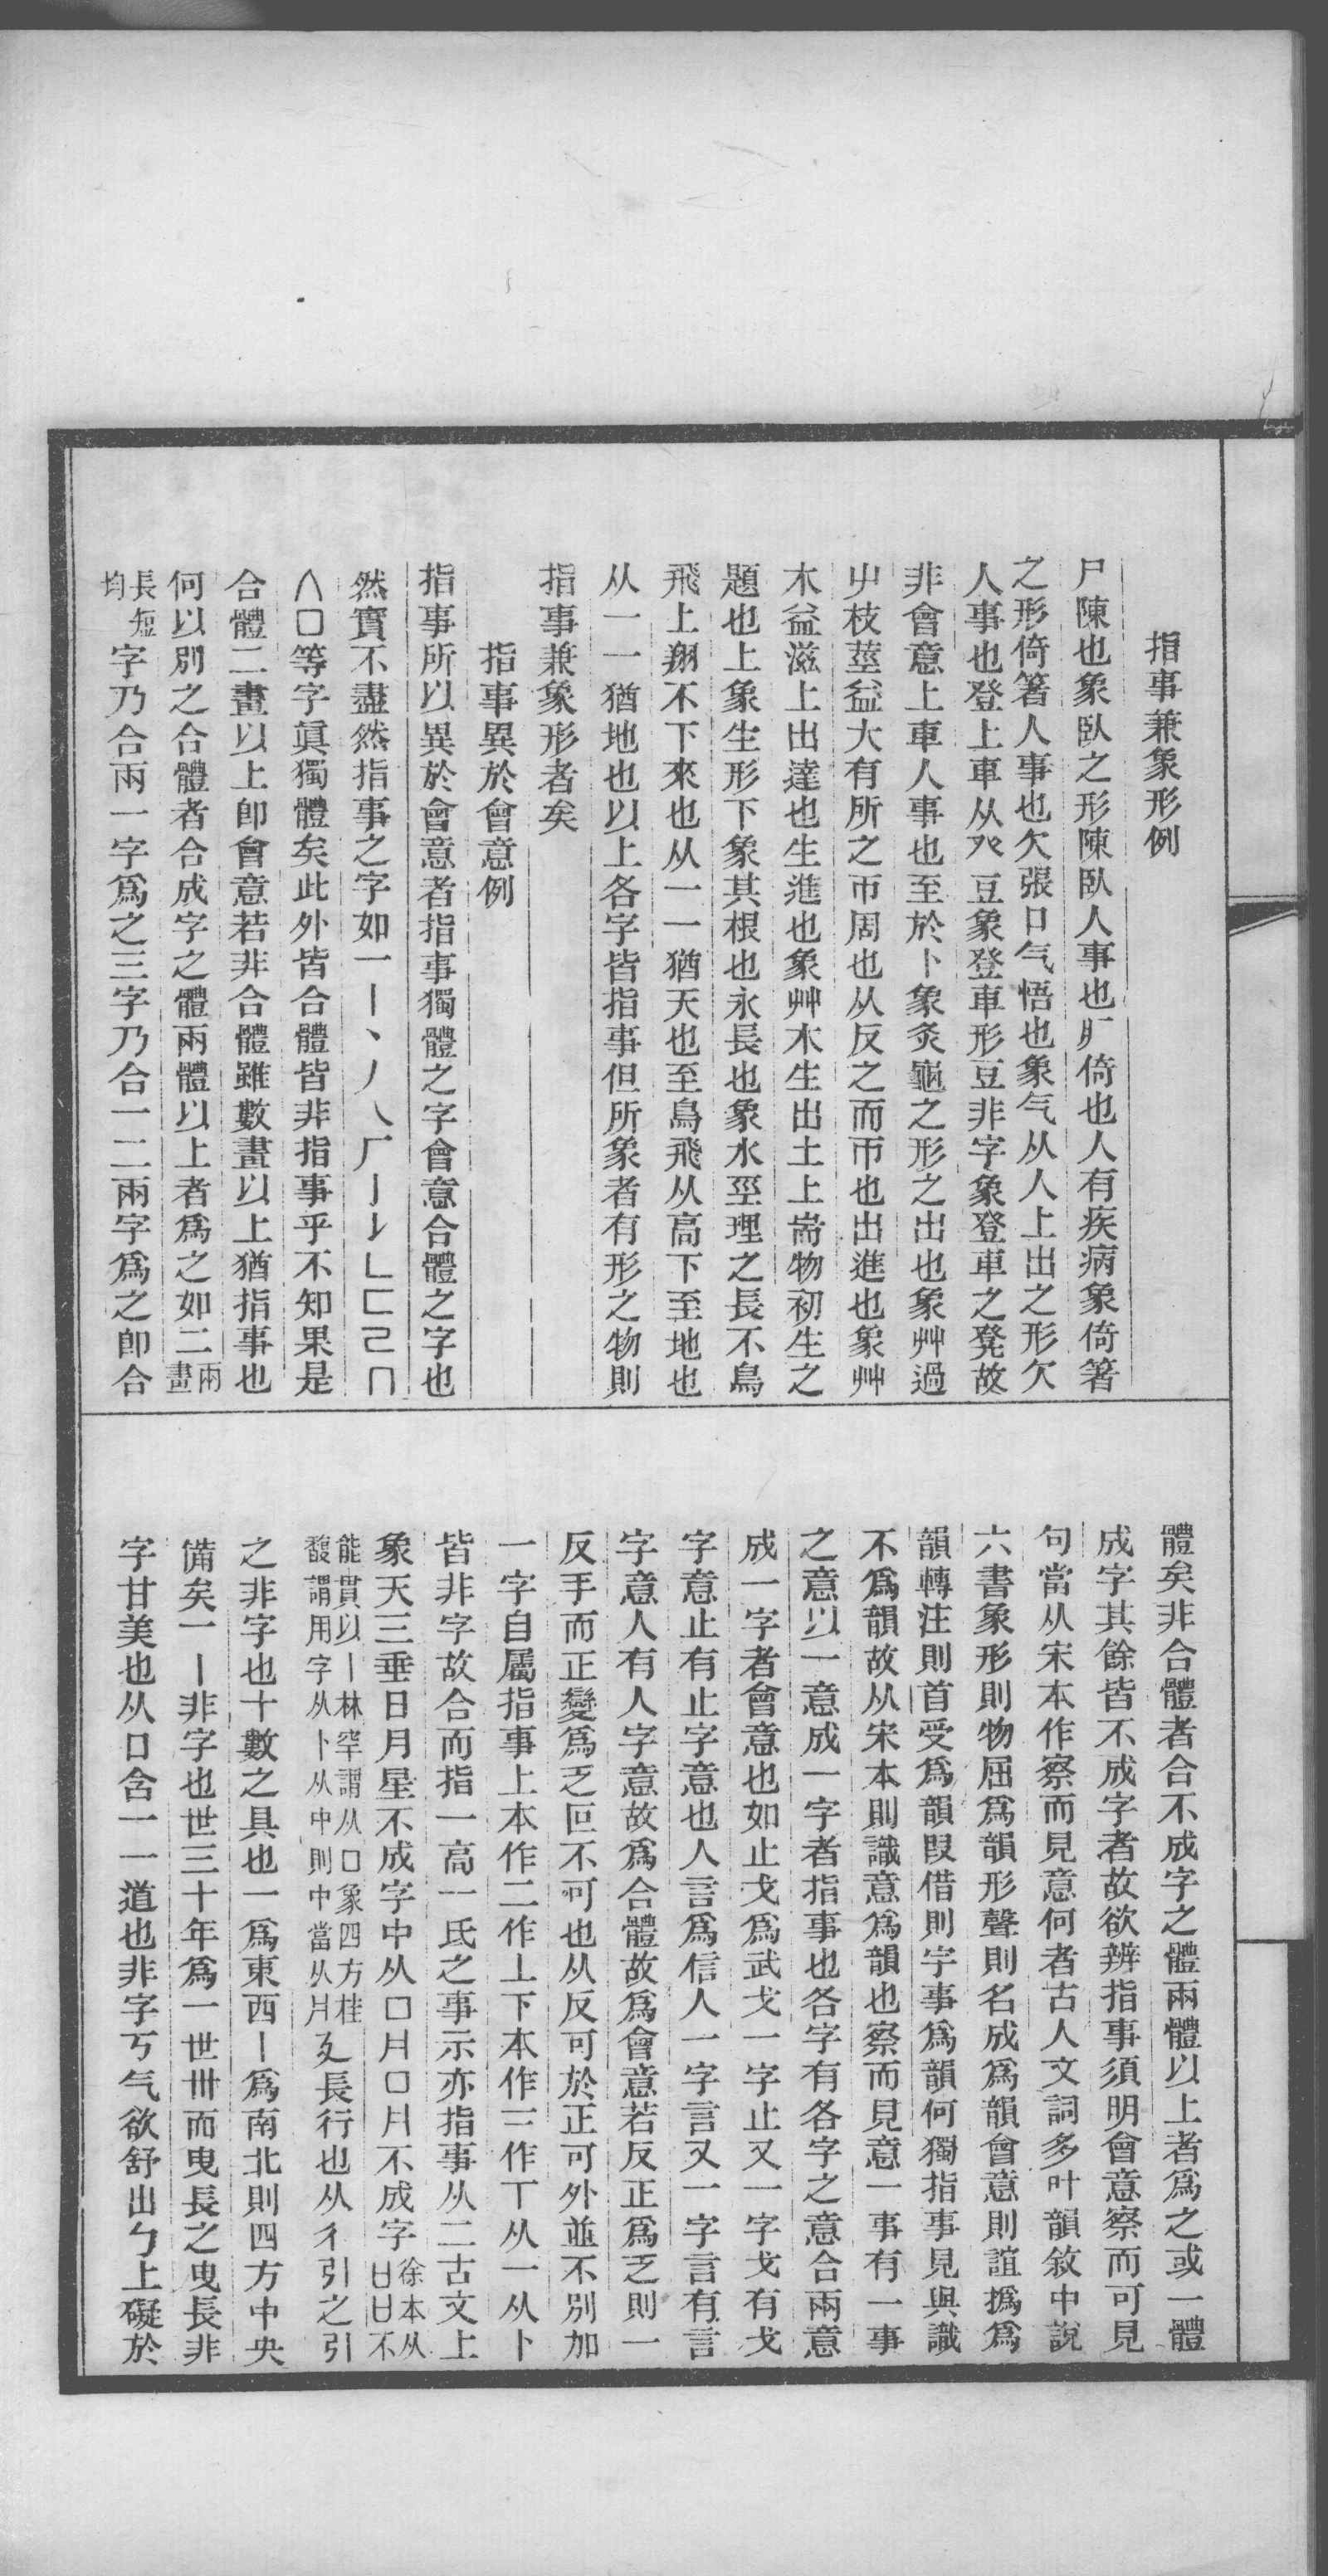 指事兼象形例
尸陳也象臥之形陳臥人事也疒倚也人有疾病象倚箸
之形倚箸人事也欠張口气悟也象气从人上出之形欠
人事也登上車从癶豆象登車形豆非字象登車之凳故
非會意上車人事也至於卜象灸龜之形之出也象艸過
屮枝莖益大有所之帀周也从反之而帀也出進也象艸
木益滋上出達也生進也象艸木生出土上耑物初生之
題也上象生形下象其根也永長也象水巠理之長不鳥
飛上翔不下來也从一一猶天也至鳥飛从高下至地也
从一一猶地也以上各字皆指事但所象者有形之物則
指事兼象形者矣
指事異於會意例
指事所以異於會意者指事獨體之字會意合體之字也
然實不盡然指事之字如一丨丶丿乀厂亅𠄌𠃊匚㔾冂
八囗等字眞獨體矣此外皆合體皆非指事乎不知果是
合體二畫以上卽會意若非合體雖數畫以上猶指事也
何以別之合體者合成字之體兩體以上者爲之如二兩畫
長短均字乃合兩一字爲之三字乃合一二兩字爲之卽合
體矣非合體者合不成字之體兩體以上者爲之或一體
成字其餘皆不成字者故欲辨指事須明會意察而可見
句當从宋本作察而見意何者古人文詞多叶韻敘中說
六書象形則物屈爲韻形聲則名成爲韻會意則誼撝爲
韻轉注則首受爲韻叚借則字事爲韻何獨指事見與識
不爲韻故从宋本則識意爲韻也察而見意一事有一事
之意以一意成一字者指事也各字有各字之意合兩意
成一字者會意也如止戈爲武戈一字止又一字戈有戈
字意止有止字意也人言爲信人一字言又一字言有言
字意人有人字意故爲合體故爲會意若反正爲乏則一
反手而正變爲乏叵不可也从反可於正可外並不別加
一字自屬指事上本作二作丄下本作二作丅从一从卜
皆非字故合而指一高一氐之事示亦指事从二古文上
象天三垂日月星不成字中从囗爿囗爿不成字徐本从
能貫以丨林罕謂从囗象四方桂
馥謂用字从卜从中則中當从爿廴長行也从彳引之引
之非字也十數之具也一爲東西丨爲南北則四方中央
備矣一丨非字也世三十年爲一世卅而曳長之曳長非
字甘美也从口含一一道也非字丂气欲舒出勹上礙於